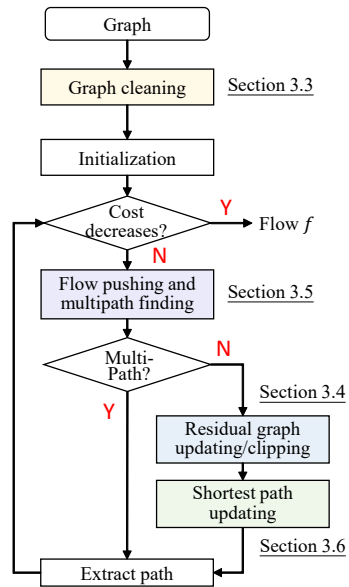 Graph
Graph cleaning
Section 3.3
Initialization
Cost
decreases?
Y
Flow f
N
Flow pushing and
multipath finding
Section 3.5
Multi-
Path?
N
Y
Section 3.4
Residual graph
updating/clipping
Shortest path
updating
Section 3.6
Extract path